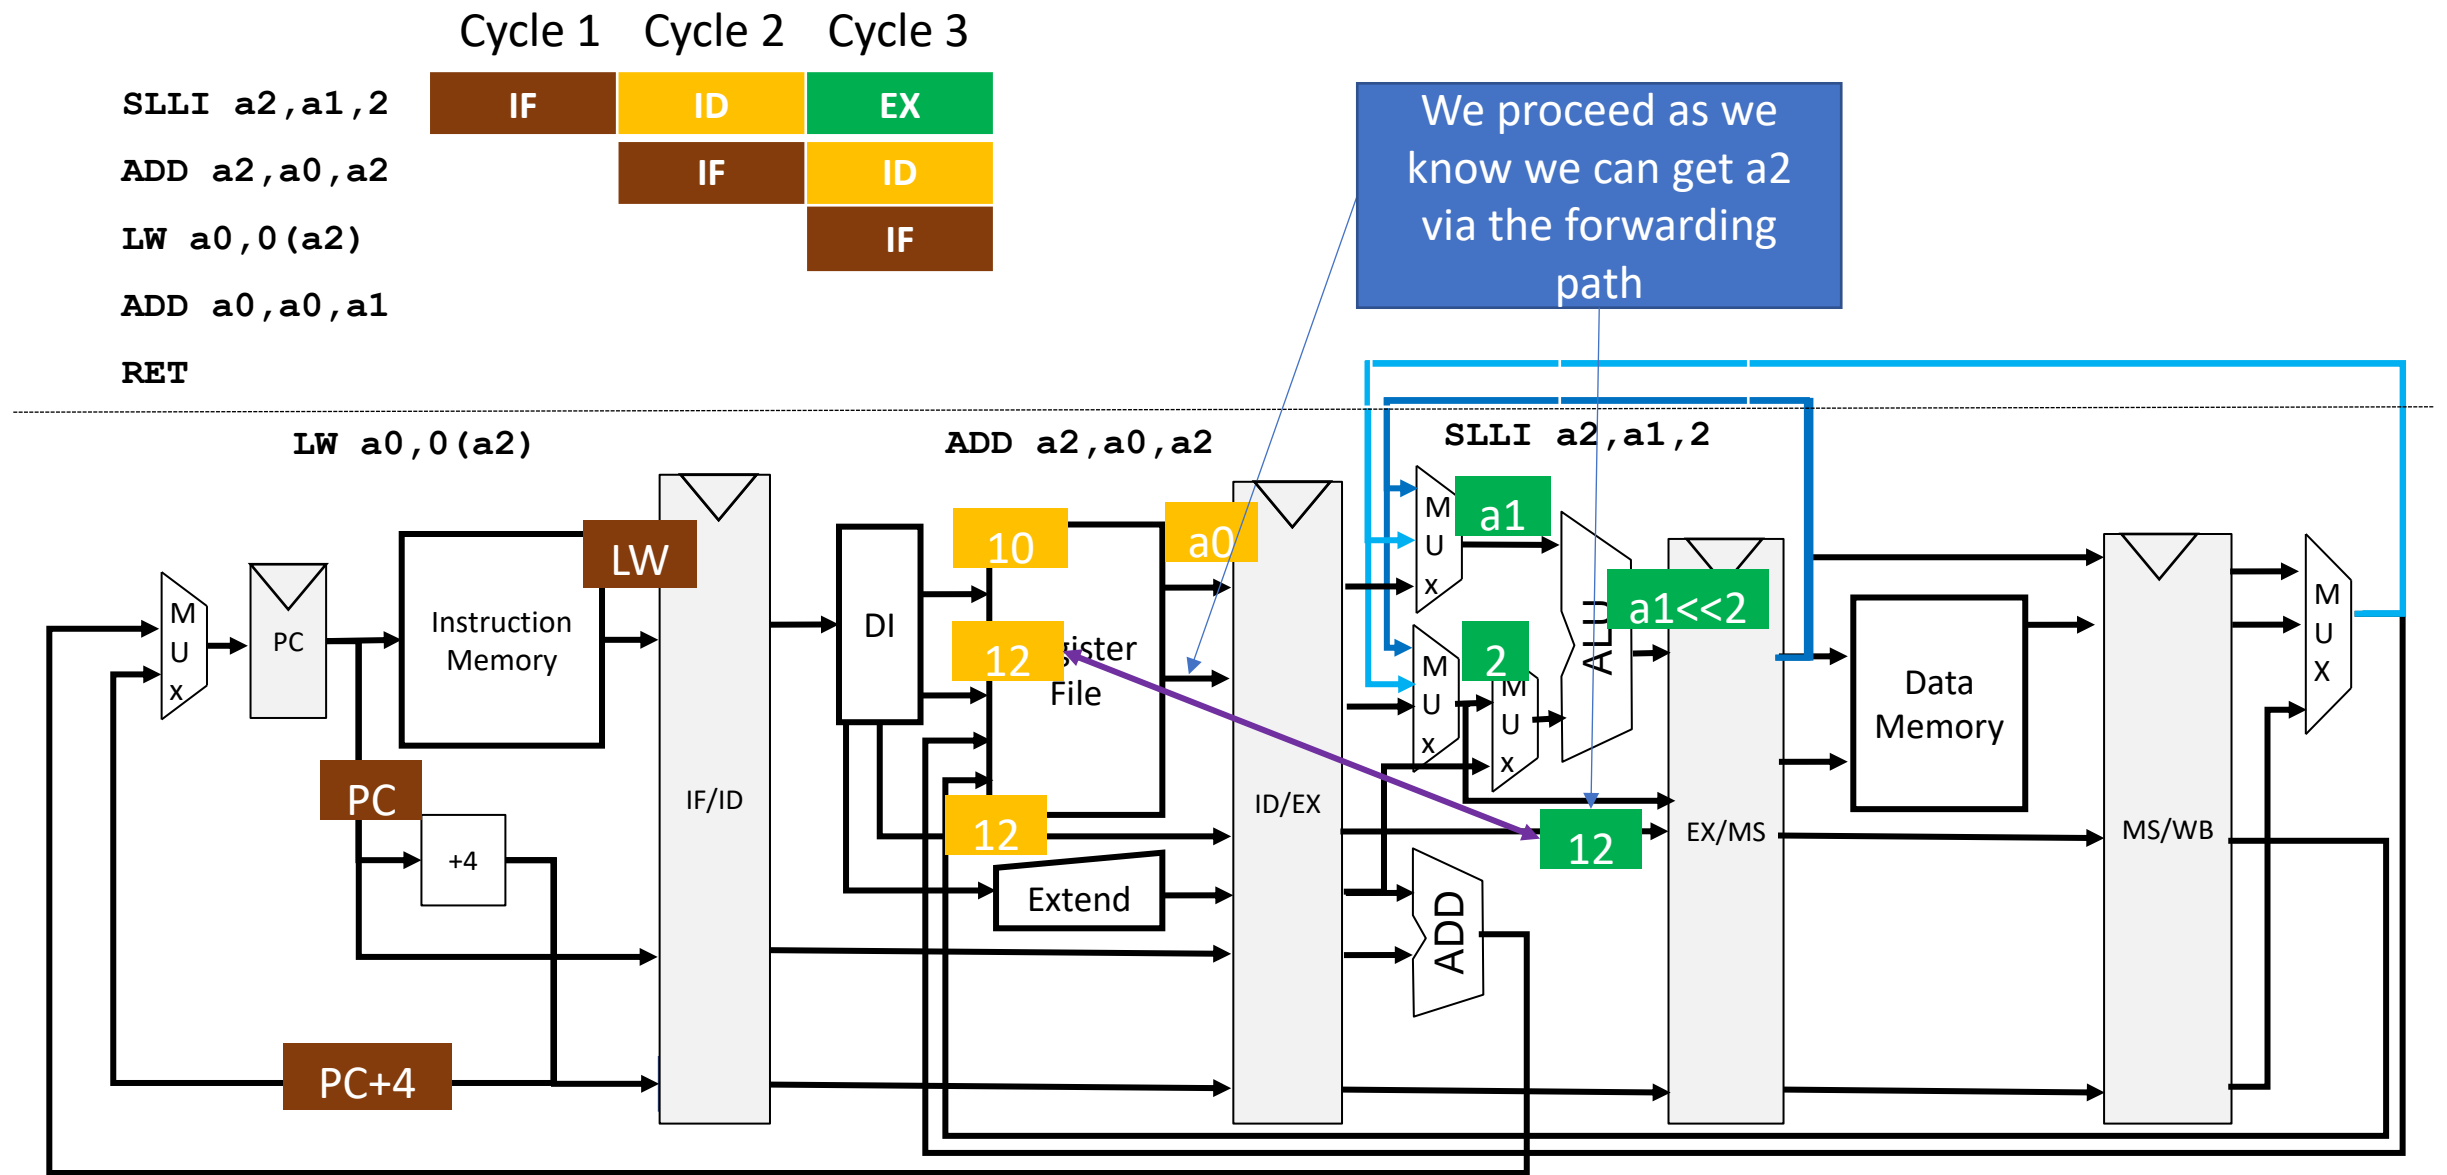 Cycle 1 Cycle 2 Cycle 3
SLLI a2,a1,2 IF ID EX
ADD a2,a0,a2 IF ID
LW a0,0(a2) IF
ADD a0,a0,a1
RET
We proceed as we
know we can get a2
via the forwarding
path
LW a0,0(a2) ADD a2,a0,a2 SLLI a2,a1,2
M
U
x
PC
Instruction
Memory
LW
PC
+4
PC+4
IF/ID
DI
10
12
gister
File
12
a0
Extend
ID/EX
M
U
x
a1
M
U
x
2
M
U
x
ALU
a1<<2
12
ADD
EX/MS
Data
Memory
MS/WB
M
U
X